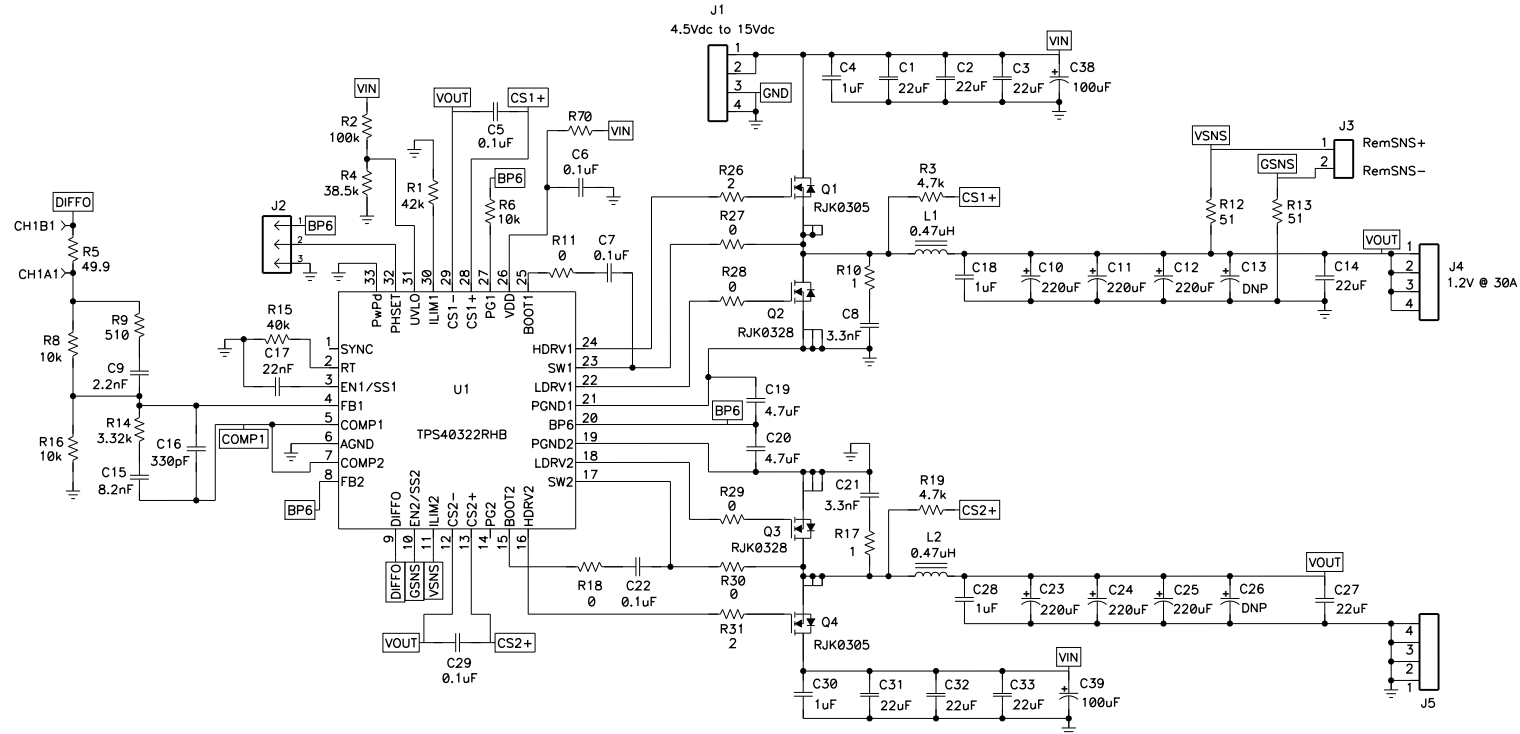 J1
4.5Vdc to 15Vdc
1
2
3
4
GND
C4
1uF
C1
22uF
C2
22uF
C3
22uF
VIN
C38
100uF
VIN
R2
100k
R4
38.5k
R1
42k
VOUT
CS1+
C5
0.1uF
R70
VIN
C6
0.1uF
BP6
R6
10k
J2
1
2
3
BP6
DIFFO
CH1B1
R5
49.9
CH1A1
R8
10k
R9
510
C9
2.2nF
R16
10k
R14
3.32k
C15
8.2nF
C16
330pF
COMP1
R15
40k
C17
22nF
BP6
R11
0
C7
0.1uF
33
32
31
30
29
28
27
26
25
PwPd
PHSET
UVLO
ILIM1
CS1-
CS1+
PG1
VDD
BOOT1
1 SYNC
2 RT
3 EN1/SS1
4 FB1
5 COMP1
6 AGND
7 COMP2
8 FB2
U1
TPS40322RHB
HDRV1 24
SW1 23
LDRV1 22
PGND1 21
BP6 20
PGND2 19
LDRV2 18
SW2 17
DIFFO
EN2/SS2
ILIM2
CS2-
CS2+
PG2
BOOT2
HDRV2
9
10
11
12
13
14
15
16
DIFFO
GSNS
VSNS
VOUT
CS2+
C29
0.1uF
R18
0
C22
0.1uF
R26
2
R27
0
R28
0
Q1
RJK0305
Q2
RJK0328
R3
4.7k
CS1+
L1
0.47uH
R10
1
C8
3.3nF
C18
1uF
C10
220uF
C11
220uF
C12
220uF
C13
DNP
C14
22uF
VSNS
GSNS
R12
51
R13
51
J3
1
2
RemSNS+
RemSNS-
VOUT
1
2
3
4
J4
1.2V @ 30A
C19
4.7uF
BP6
C20
4.7uF
R29
0
R30
0
R31
2
Q3
RJK0328
Q4
RJK0305
C21
3.3nF
R17
1
R19
4.7k
CS2+
L2
0.47uH
C28
1uF
C23
220uF
C24
220uF
C25
220uF
C26
DNP
VOUT
C27
22uF
4
3
2
1
J5
C30
1uF
C31
22uF
C32
22uF
C33
22uF
VIN
C39
100uF